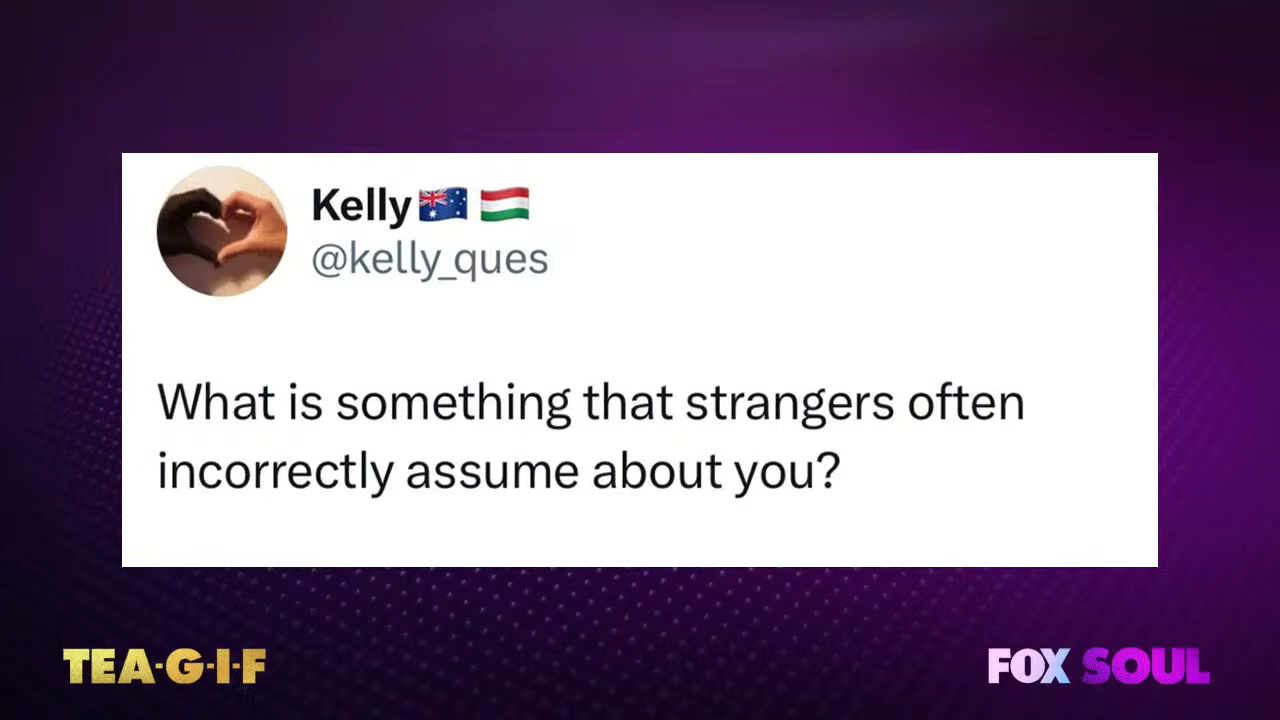 Kelly🇦🇺 🇭🇺
@kelly_ques
What is something that strangers often
incorrectly assume about you?
TEA·G·I·F
FOX SOUL